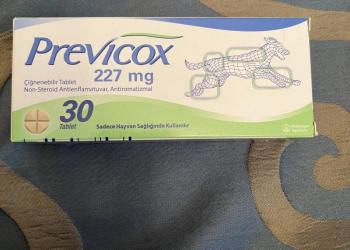 Previcox
227 mg
Çiğnenebilir Tablet
Non-Steroid Antienflamatuvar, Antiromatizmal
30
Tablet
Sadece Hayvan Sağlığında Kullanılır